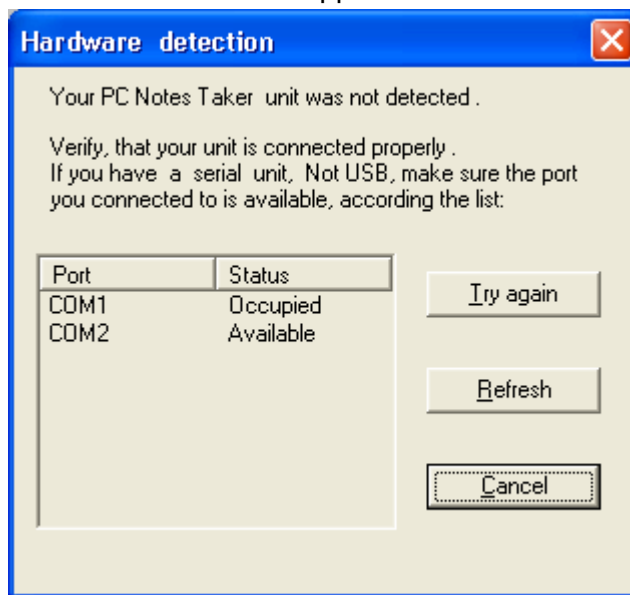 Hardware detection
Your PC Notes Taker unit was not detected .
Verify, that your unit is connected properly .
If you have a serial unit, Not USB, make sure the port
you connected to is available, according the list:
Port Status
COM1 Occupied
COM2 Available
Try again
Refresh
Cancel